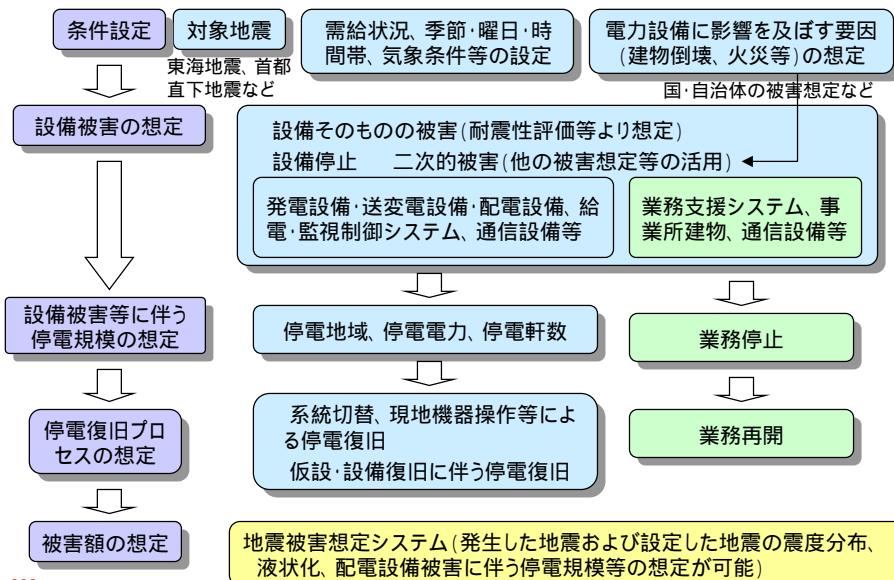 条件設定
対象地震
東海地震、首都
直下地震など
需給状況、季節・曜日・時
間帯、気象条件等の設定
電力設備に影響を及ぼす要因
(建物倒壊、火災等)の想定
国・自治体の被害想定など
設備被害の想定
設備そのものの被害(耐震性評価等より想定)
設備停止 二次的被害(他の被害想定等の活用)
発電設備・送変電設備・配電設備、給
電・監視制御システム、通信設備等
業務支援システム、事
業所建物、通信設備等
設備被害等に伴う
停電規模の想定
停電地域、停電電力、停電軒数
業務停止
停電復旧プロ
セスの想定
系統切替、現地機器操作等によ
る停電復旧
仮設・設備復旧に伴う停電復旧
業務再開
被害額の想定
地震被害想定システム(発生した地震および設定した地震の震度分布、
液状化、配電設備被害に伴う停電規模等の想定が可能)